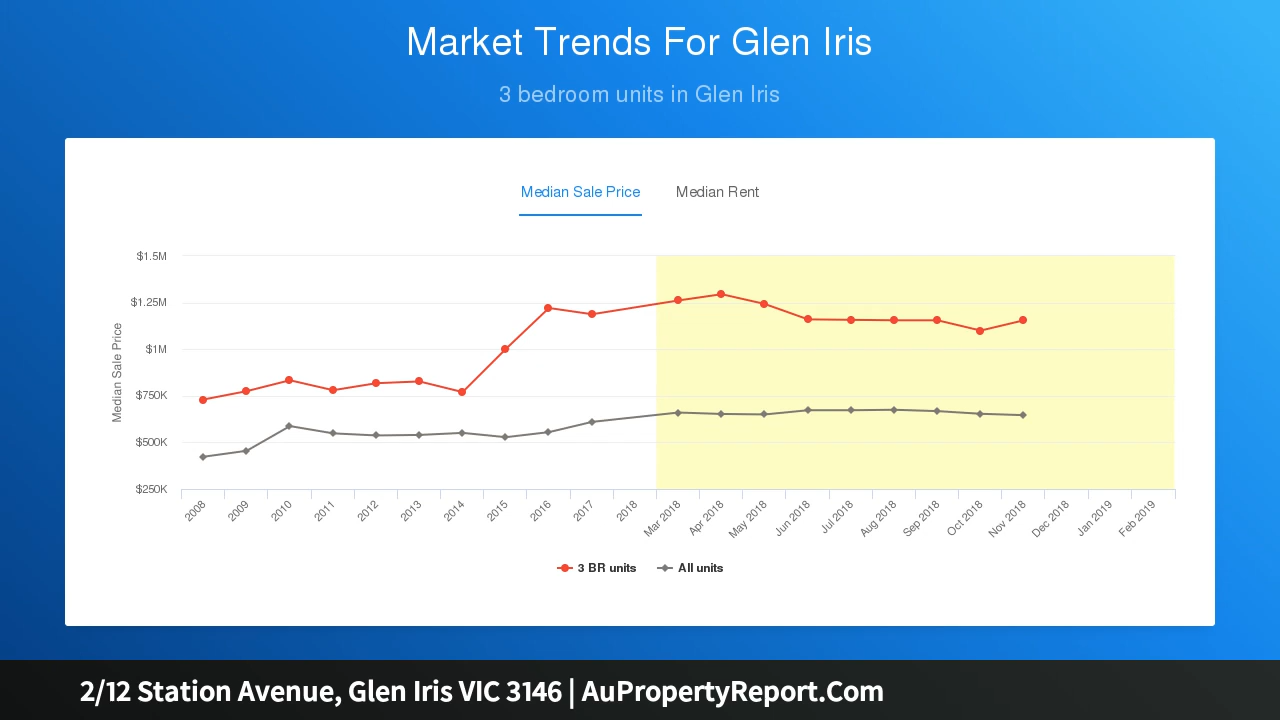 Market Trends For Glen Iris
3 bedroom units in Glen Iris
Median Sale Price Median Rent
Median Sale Price
$1.5M
$1.25M
$1M
$750K
$500K
$250K
2008 2009 2010 2011 2012 2013 2014 2015 2016 2017 2018 Mar 2018 Apr 2018 May 2018 Jun 2018 Jul 2018 Aug 2018 Sep 2018 Oct 2018 Nov 2018 Dec 2018 Jan 2019 Feb 2019
3 BR units All units
2/12 Station Avenue, Glen Iris VIC 3146 | AuPropertyReport.Com